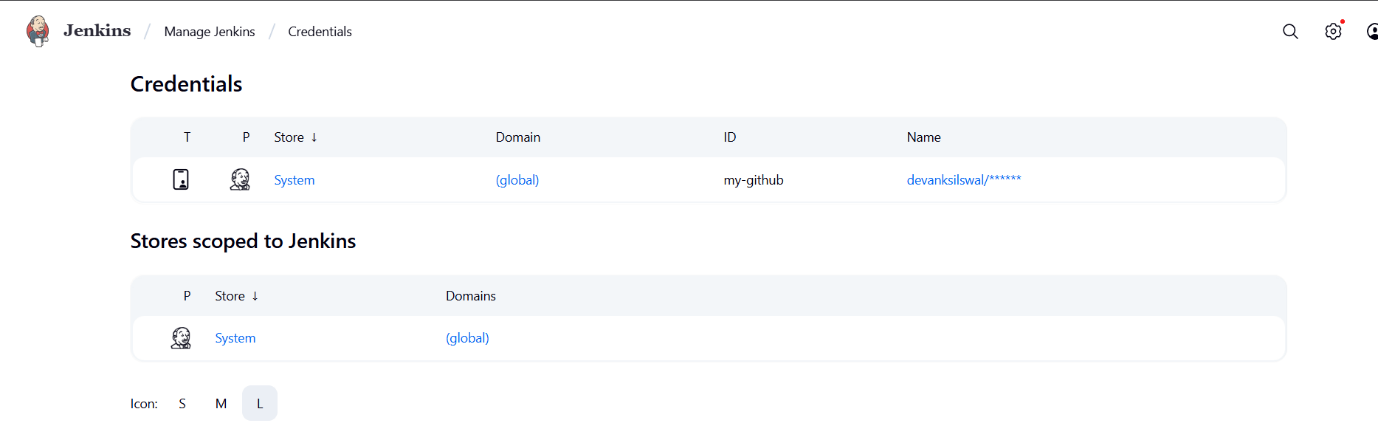 Jenkins / Manage Jenkins / Credentials
Credentials
T P Store ↓ Domain ID Name
System (global) my-github devanksilswal/******
Stores scoped to Jenkins
P Store ↓ Domains
System (global)
Icon: S M L